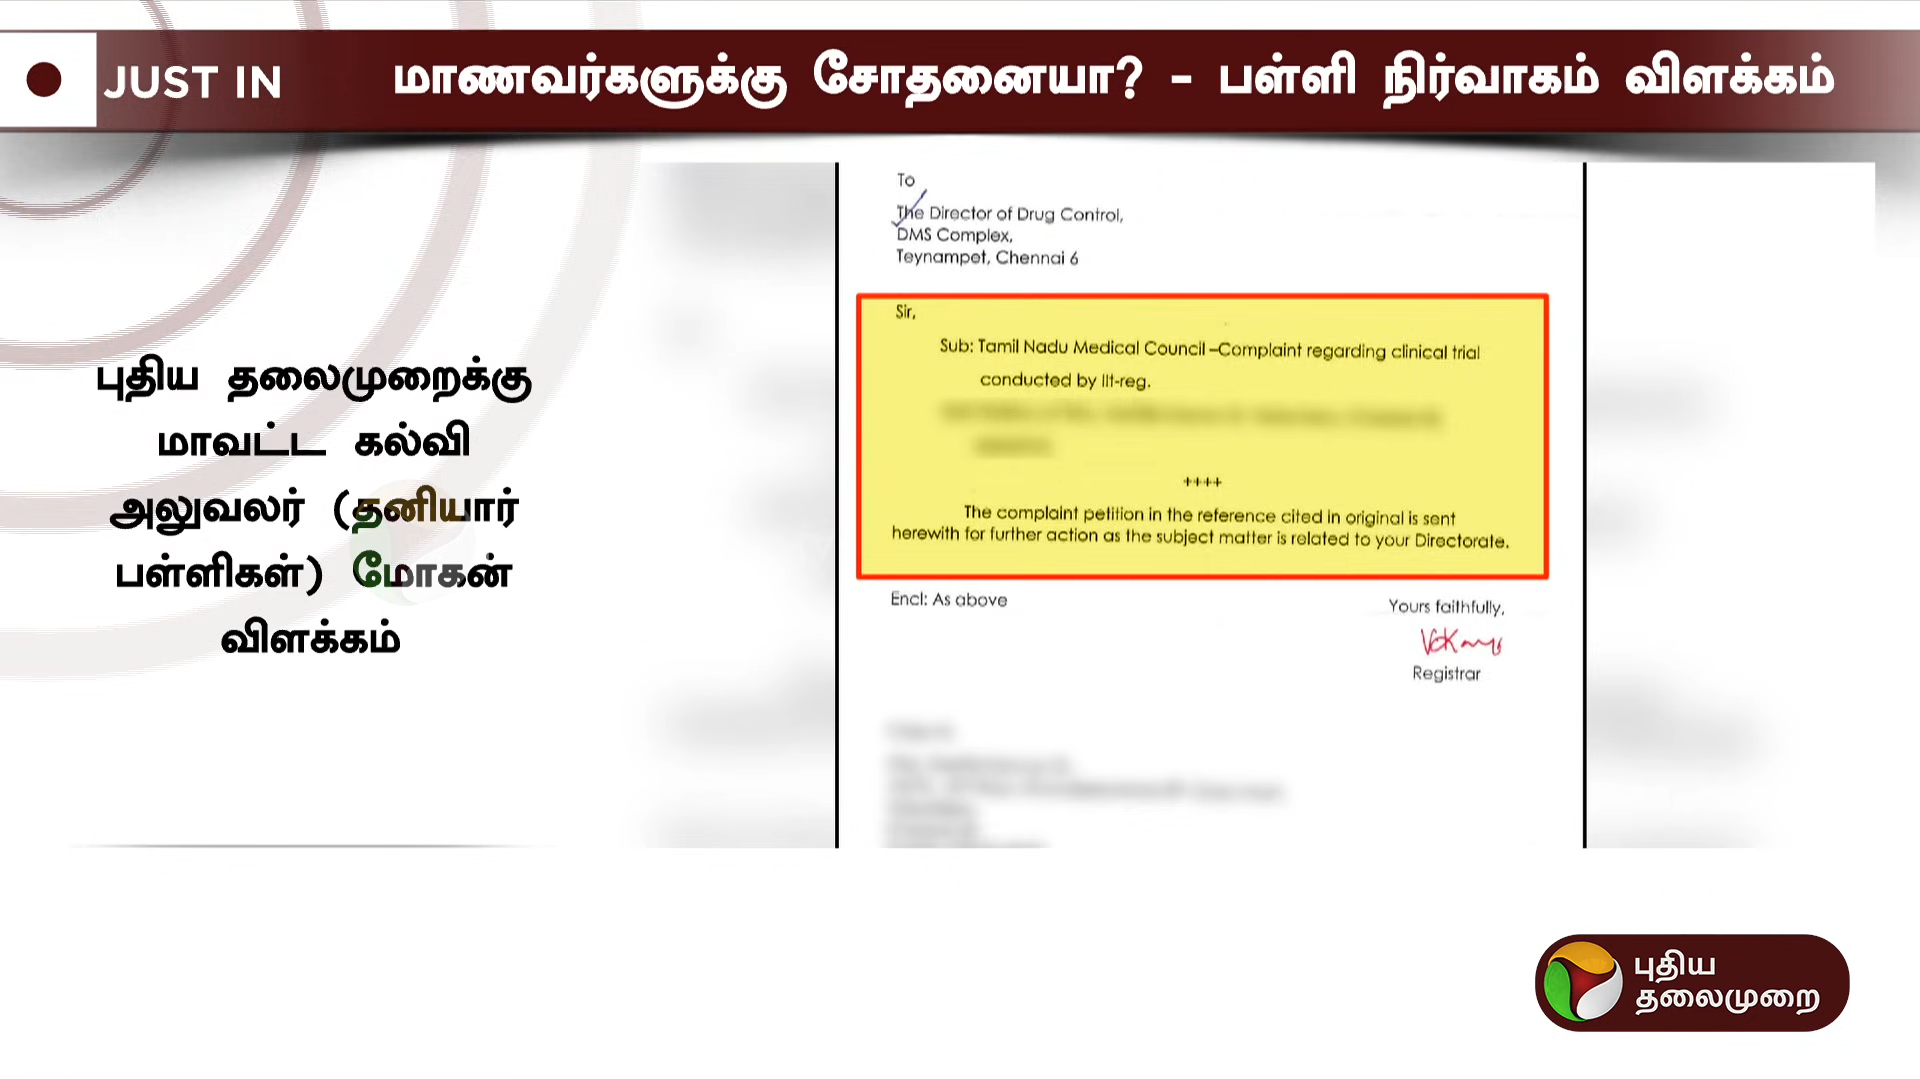 JUST IN
மாணவர்களுக்கு சோதனையா? - பள்ளி நிர்வாகம் விளக்கம்
புதிய தலைமுறைக்கு
மாவட்ட கல்வி
அலுவலர் (தனியார்
பள்ளிகள்) மோகன்
விளக்கம்
To
The Director of Drug Control,
DMS Complex,
Teynampet, Chennai 6
Sir,
Sub: Tamil Nadu Medical Council –Complaint regarding clinical trial
conducted by IIt-reg.
++++
The complaint petition in the reference cited in original is sent
herewith for further action as the subject matter is related to your Directorate.
Encl: As above
Yours faithfully,
Registrar
புதிய
தலைமுறை